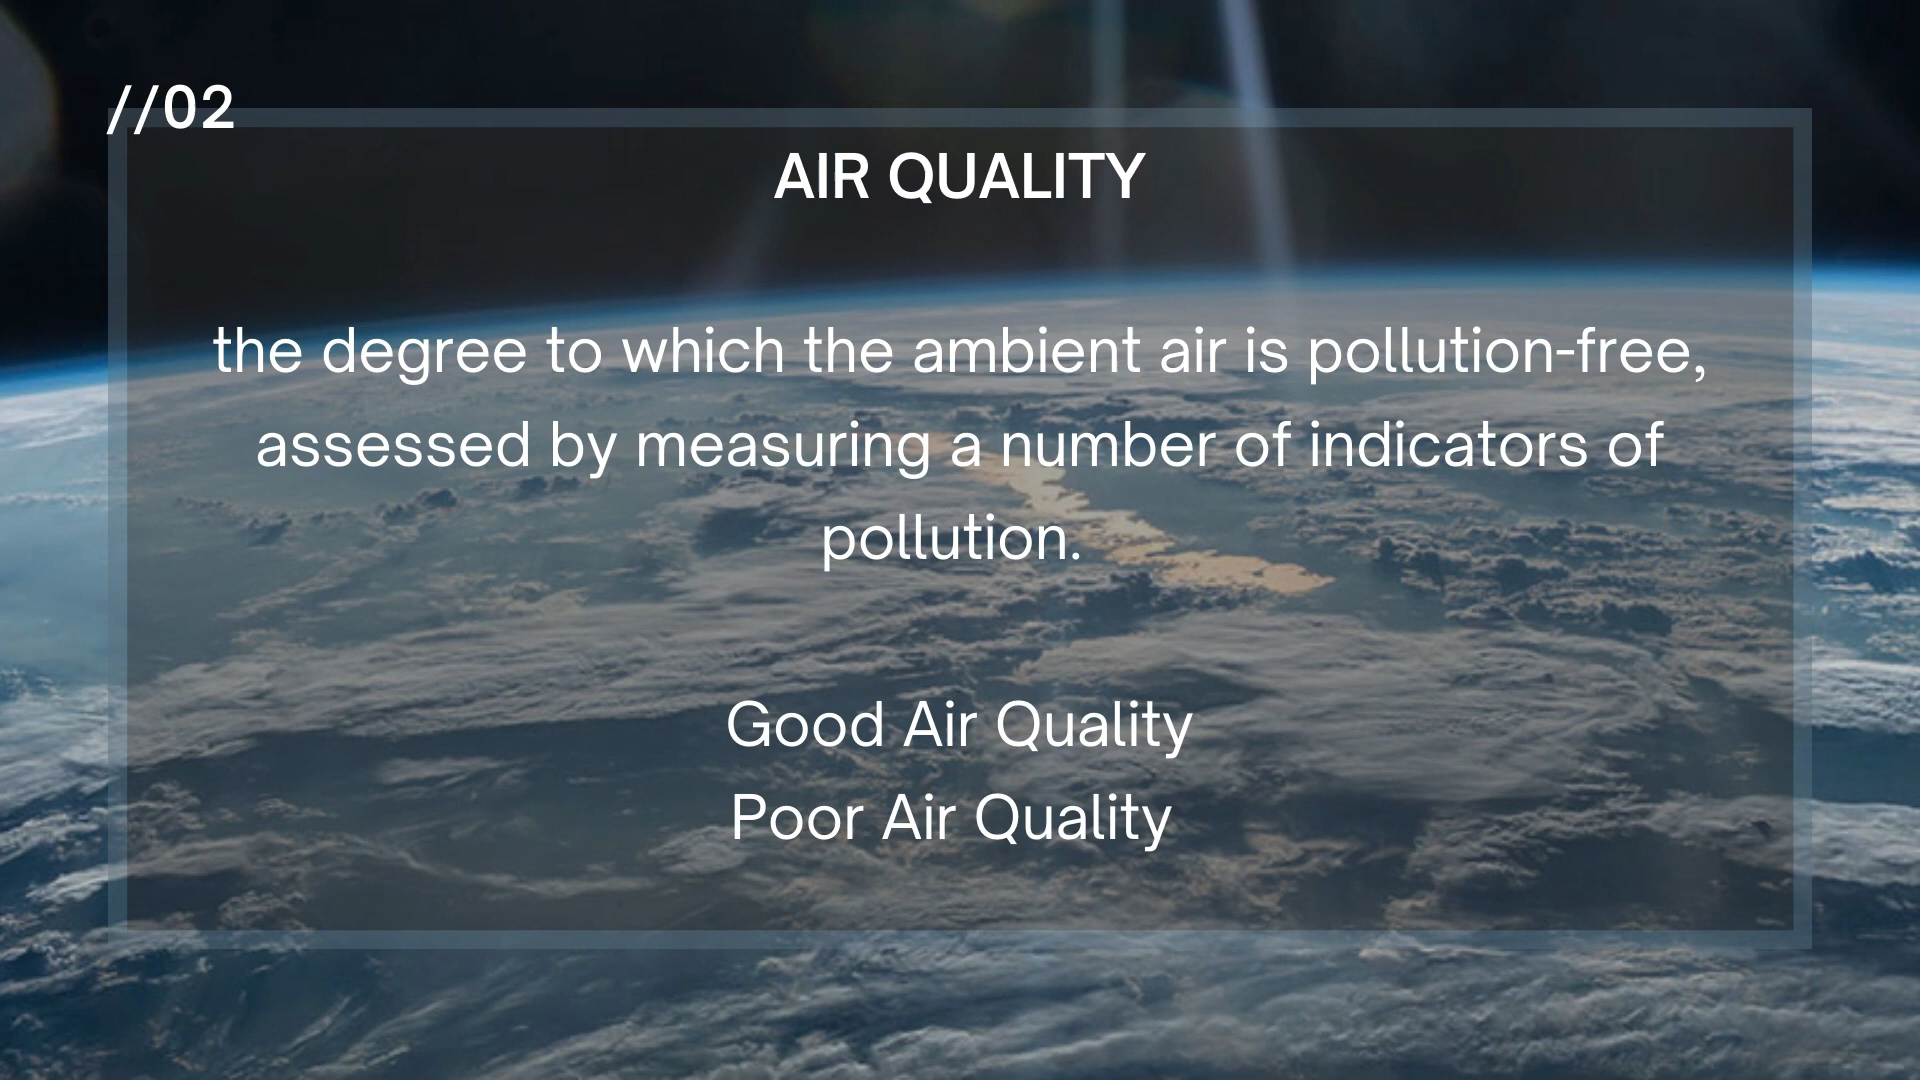 //02
AIR QUALITY
the degree to which the ambient air is pollution-free,
assessed by measuring a number of indicators of
pollution.
Good Air Quality
Poor Air Quality